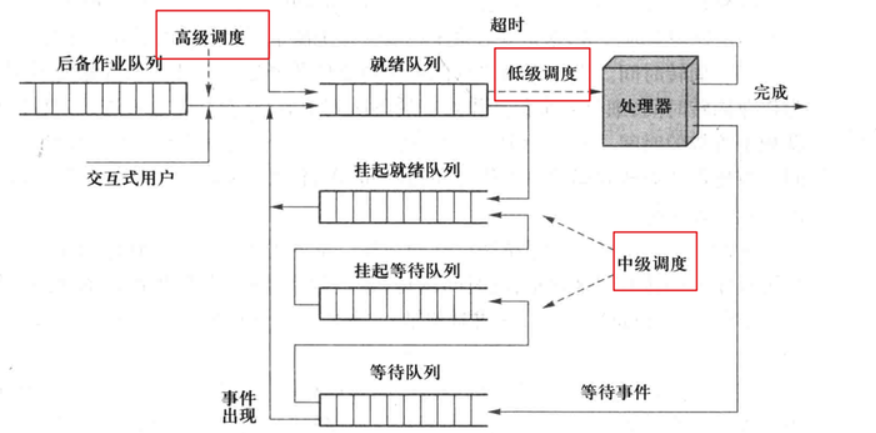 超时
高级调度
后备作业队列
就绪队列
低级调度
处理器
完成
交互式用户
挂起就绪队列
中级调度
挂起等待队列
等待队列
等待事件
事件
出现